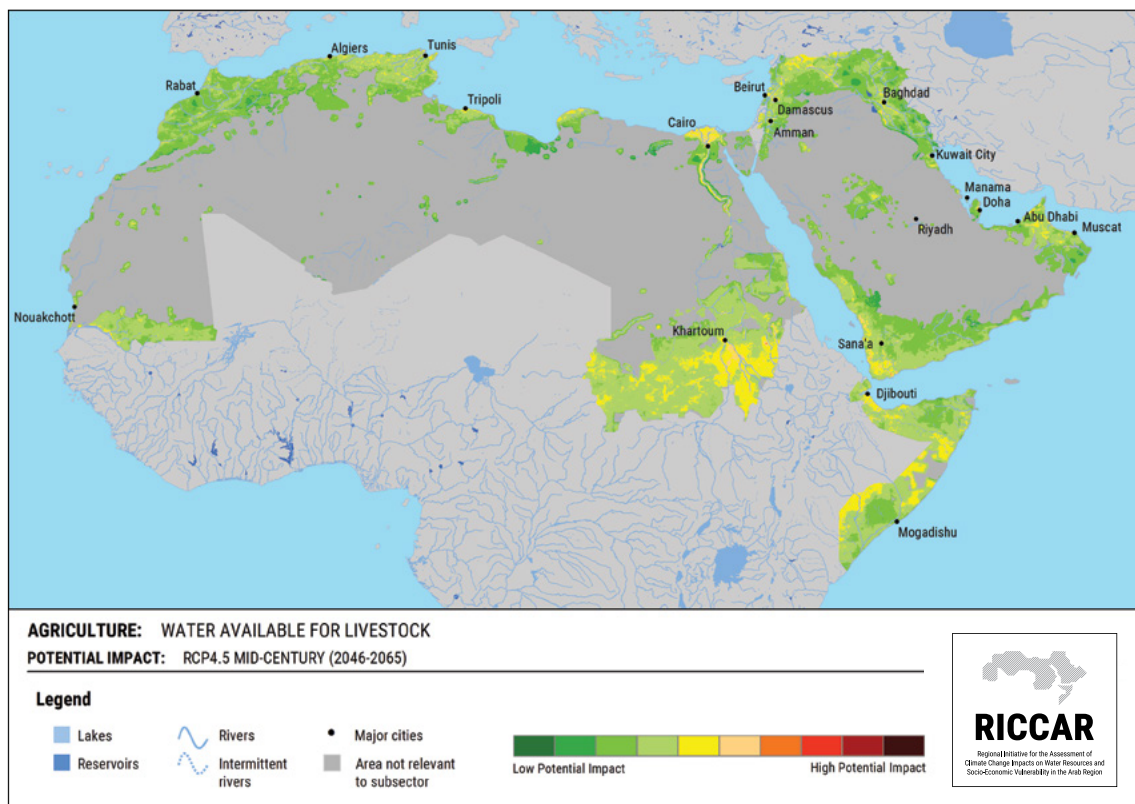 Algiers
Tunis
Rabat
Tripoli
Beirut
Damascus
Amman
Baghdad
Cairo
Kuwait City
Manama
Doha
Abu Dhabi
Muscat
Riyadh
Nouakchott
Khartoum
Sana'a
Djibouti
Mogadishu
AGRICULTURE: WATER AVAILABLE FOR LIVESTOCK
POTENTIAL IMPACT: RCP4.5 MID-CENTURY (2046-2065)
Legend
Lakes
Reservoirs
Rivers
Intermittent
rivers
Major cities
Area not relevant
to subsector
Low Potential Impact
High Potential Impact
RICCAR
Regional Initiative for the Assessment of
Climate Change Impacts on Water Resources and
Socio-Economic Vulnerability in the Arab Region